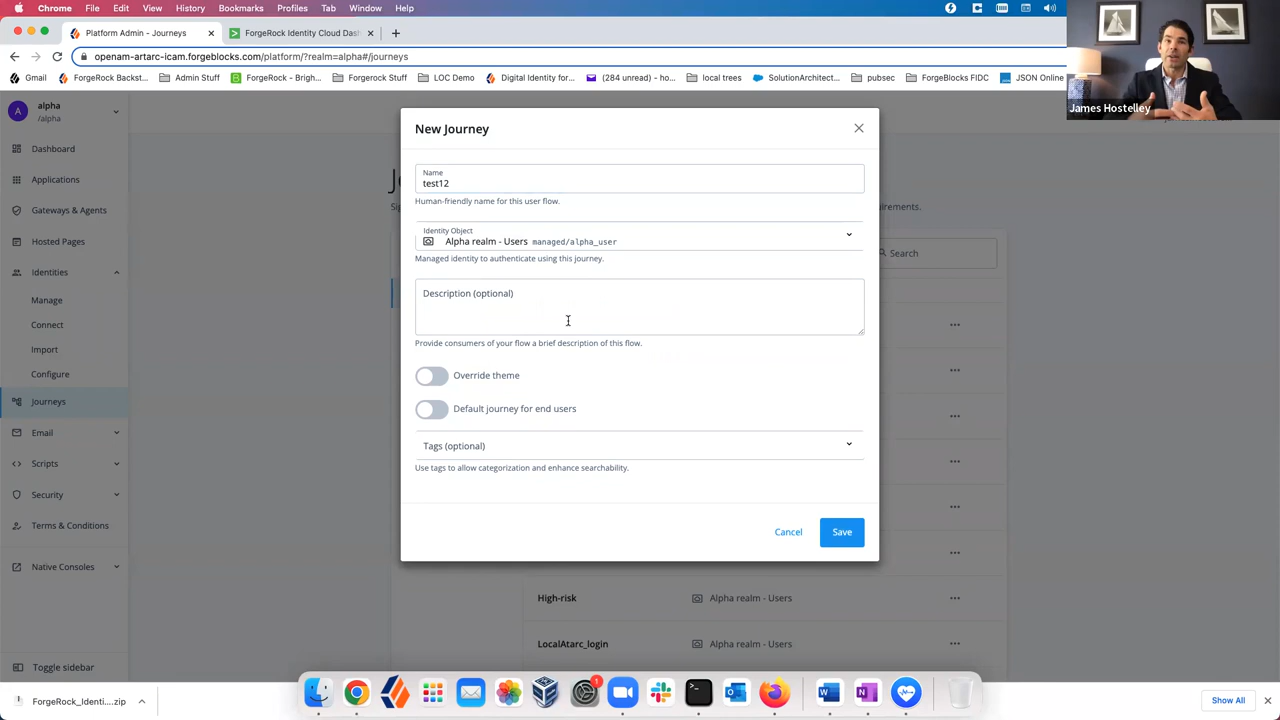 Chrome File Edit View History Bookmarks Profiles Tab Window Help
Platform Admin - Journeys
ForgeRock Identity Cloud Dash
openam-artarc-icam.forgeblocks.com/platform/?realm=alpha#/journeys
Gmail ForgeRock Backst... Admin Stuff ForgeRock - Brigh... Forgerock Stuff LOC Demo Digital Identity for... (284 unread) - ho... local trees SolutionArchitect... pubsec ForgeBlocks FIDC JSON Online
James Hostelley
alpha
/alpha
Dashboard
Applications
Gateways & Agents
Hosted Pages
Identities
Manage
Connect
Import
Configure
Journeys
Email
Scripts
Security
Terms & Conditions
Native Consoles
Toggle sidebar
New Journey
Name
test12
Human-friendly name for this user flow.
Identity Object
Alpha realm - Users managed/alpha_user
Managed identity to authenticate using this journey.
Description (optional)
Provide consumers of your flow a brief description of this flow.
Override theme
Default journey for end users
Tags (optional)
Use tags to allow categorization and enhance searchability.
Cancel Save
Search
High-risk Alpha realm - Users
LocalAtarc_login Alpha realm - Users
1
ForgeRock_Identi....zip
Show All